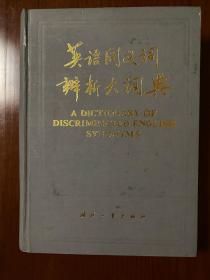 英语同义词
辨析大词典
A DICTIONARY OF
DISCRIMINATED ENGLISH
SYNONYMS